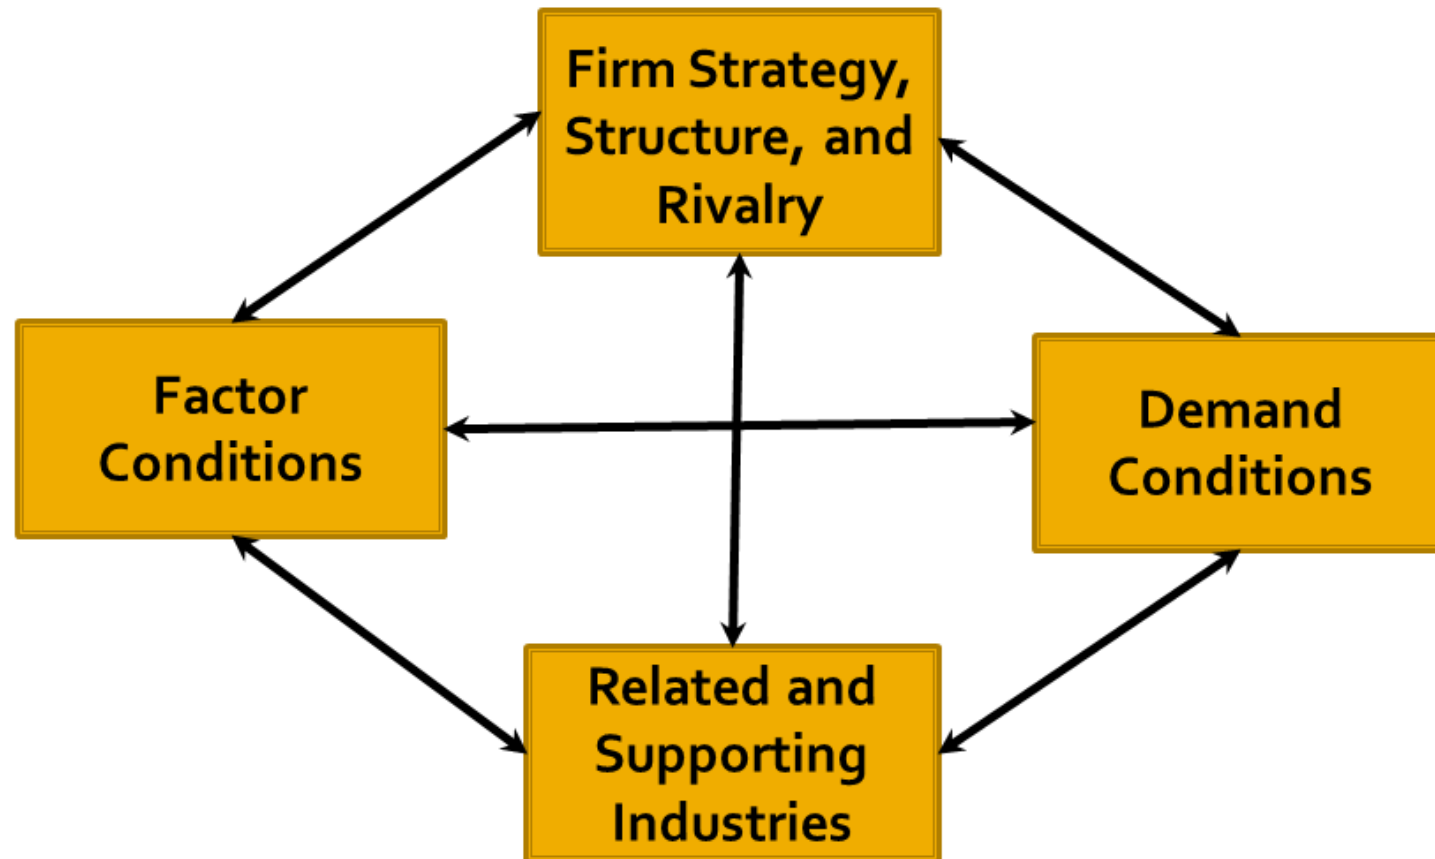 Firm Strategy,
Structure, and
Rivalry
Factor
Conditions
Demand
Conditions
Related and
Supporting
Industries